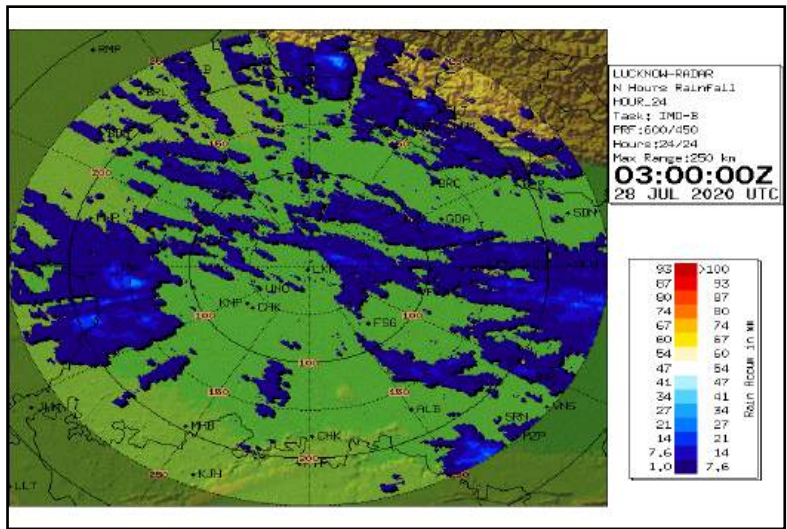 LUCKNOW-RADAR
N Hours RainFall
HOUR_24
Task: IMD-B
PRF:600/450
Hours:24/24
Max Range:250 km
03:00:00Z
28 JUL 2020 UTC
93 >100
87 93
80 87
74 80
67 74
60 67
54 60
47 54
41 47
34 41
27 34
21 27
14 21
7.6 14
1.0 7.6
Rain Accum in mm
RMP
BRL
150
200
BRC
GDA
SDN
LKN
UNO
KNP
CHK
FSG
100
100
100
150
150
ALB
SRN
VNS
MZP
JHN
MHB
CHK
200
KJH
250
LLT